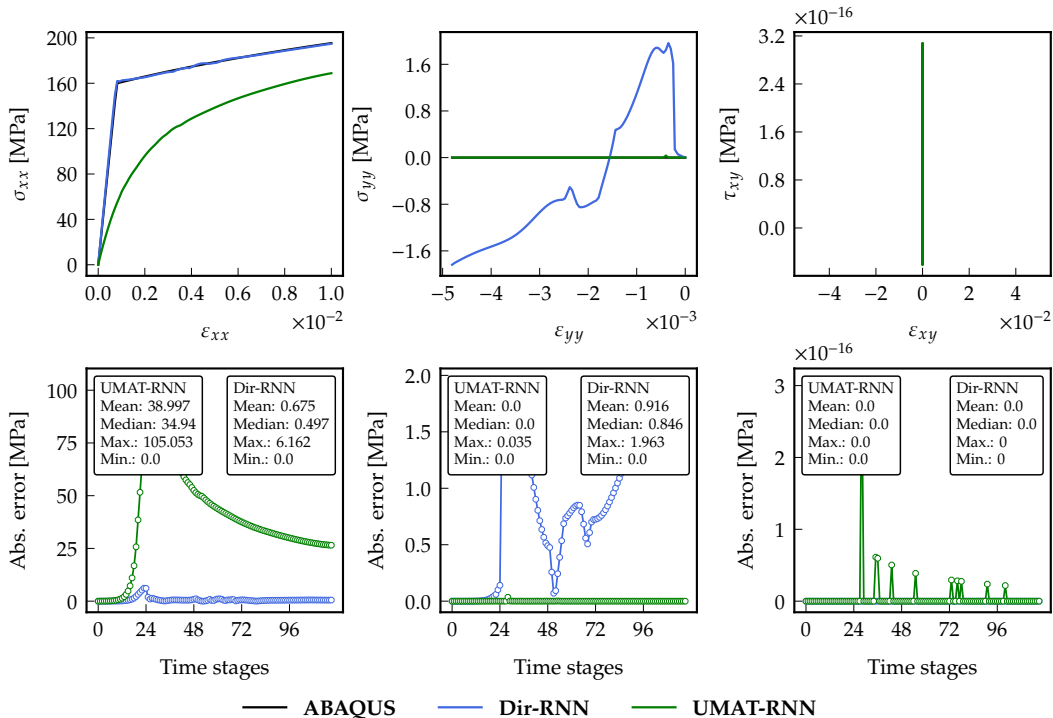 ×10⁻¹⁶
200
160
120
80
40
0
σxx [MPa]
0.0 0.2 0.4 0.6 0.8 1.0
×10⁻²
εxx
1.6
0.8
0.0
−0.8
−1.6
σyy [MPa]
−5 −4 −3 −2 −1 0
×10⁻³
εyy
3.2
2.4
1.6
0.8
0.0
τxy [MPa]
−4 −2 0 2 4
×10⁻²
εxy
100
75
50
25
0
Abs. error [MPa]
UMAT-RNN
Mean: 38.997
Median: 34.94
Max.: 105.053
Min.: 0.0
Dir-RNN
Mean: 0.675
Median: 0.497
Max.: 6.162
Min.: 0.0
0 24 48 72 96
Time stages
2.0
1.6
1.2
0.8
0.4
0.0
Abs. error [MPa]
UMAT-RNN
Mean: 0.0
Median: 0.0
Max.: 0.035
Min.: 0.0
Dir-RNN
Mean: 0.916
Median: 0.846
Max.: 1.963
Min.: 0.0
0 24 48 72 96
Time stages
×10⁻¹⁶
3
2
1
0
Abs. error [MPa]
UMAT-RNN
Mean: 0.0
Median: 0.0
Max.: 0.0
Min.: 0.0
Dir-RNN
Mean: 0.0
Median: 0.0
Max.: 0
Min.: 0
0 24 48 72 96
Time stages
ABAQUS Dir-RNN UMAT-RNN